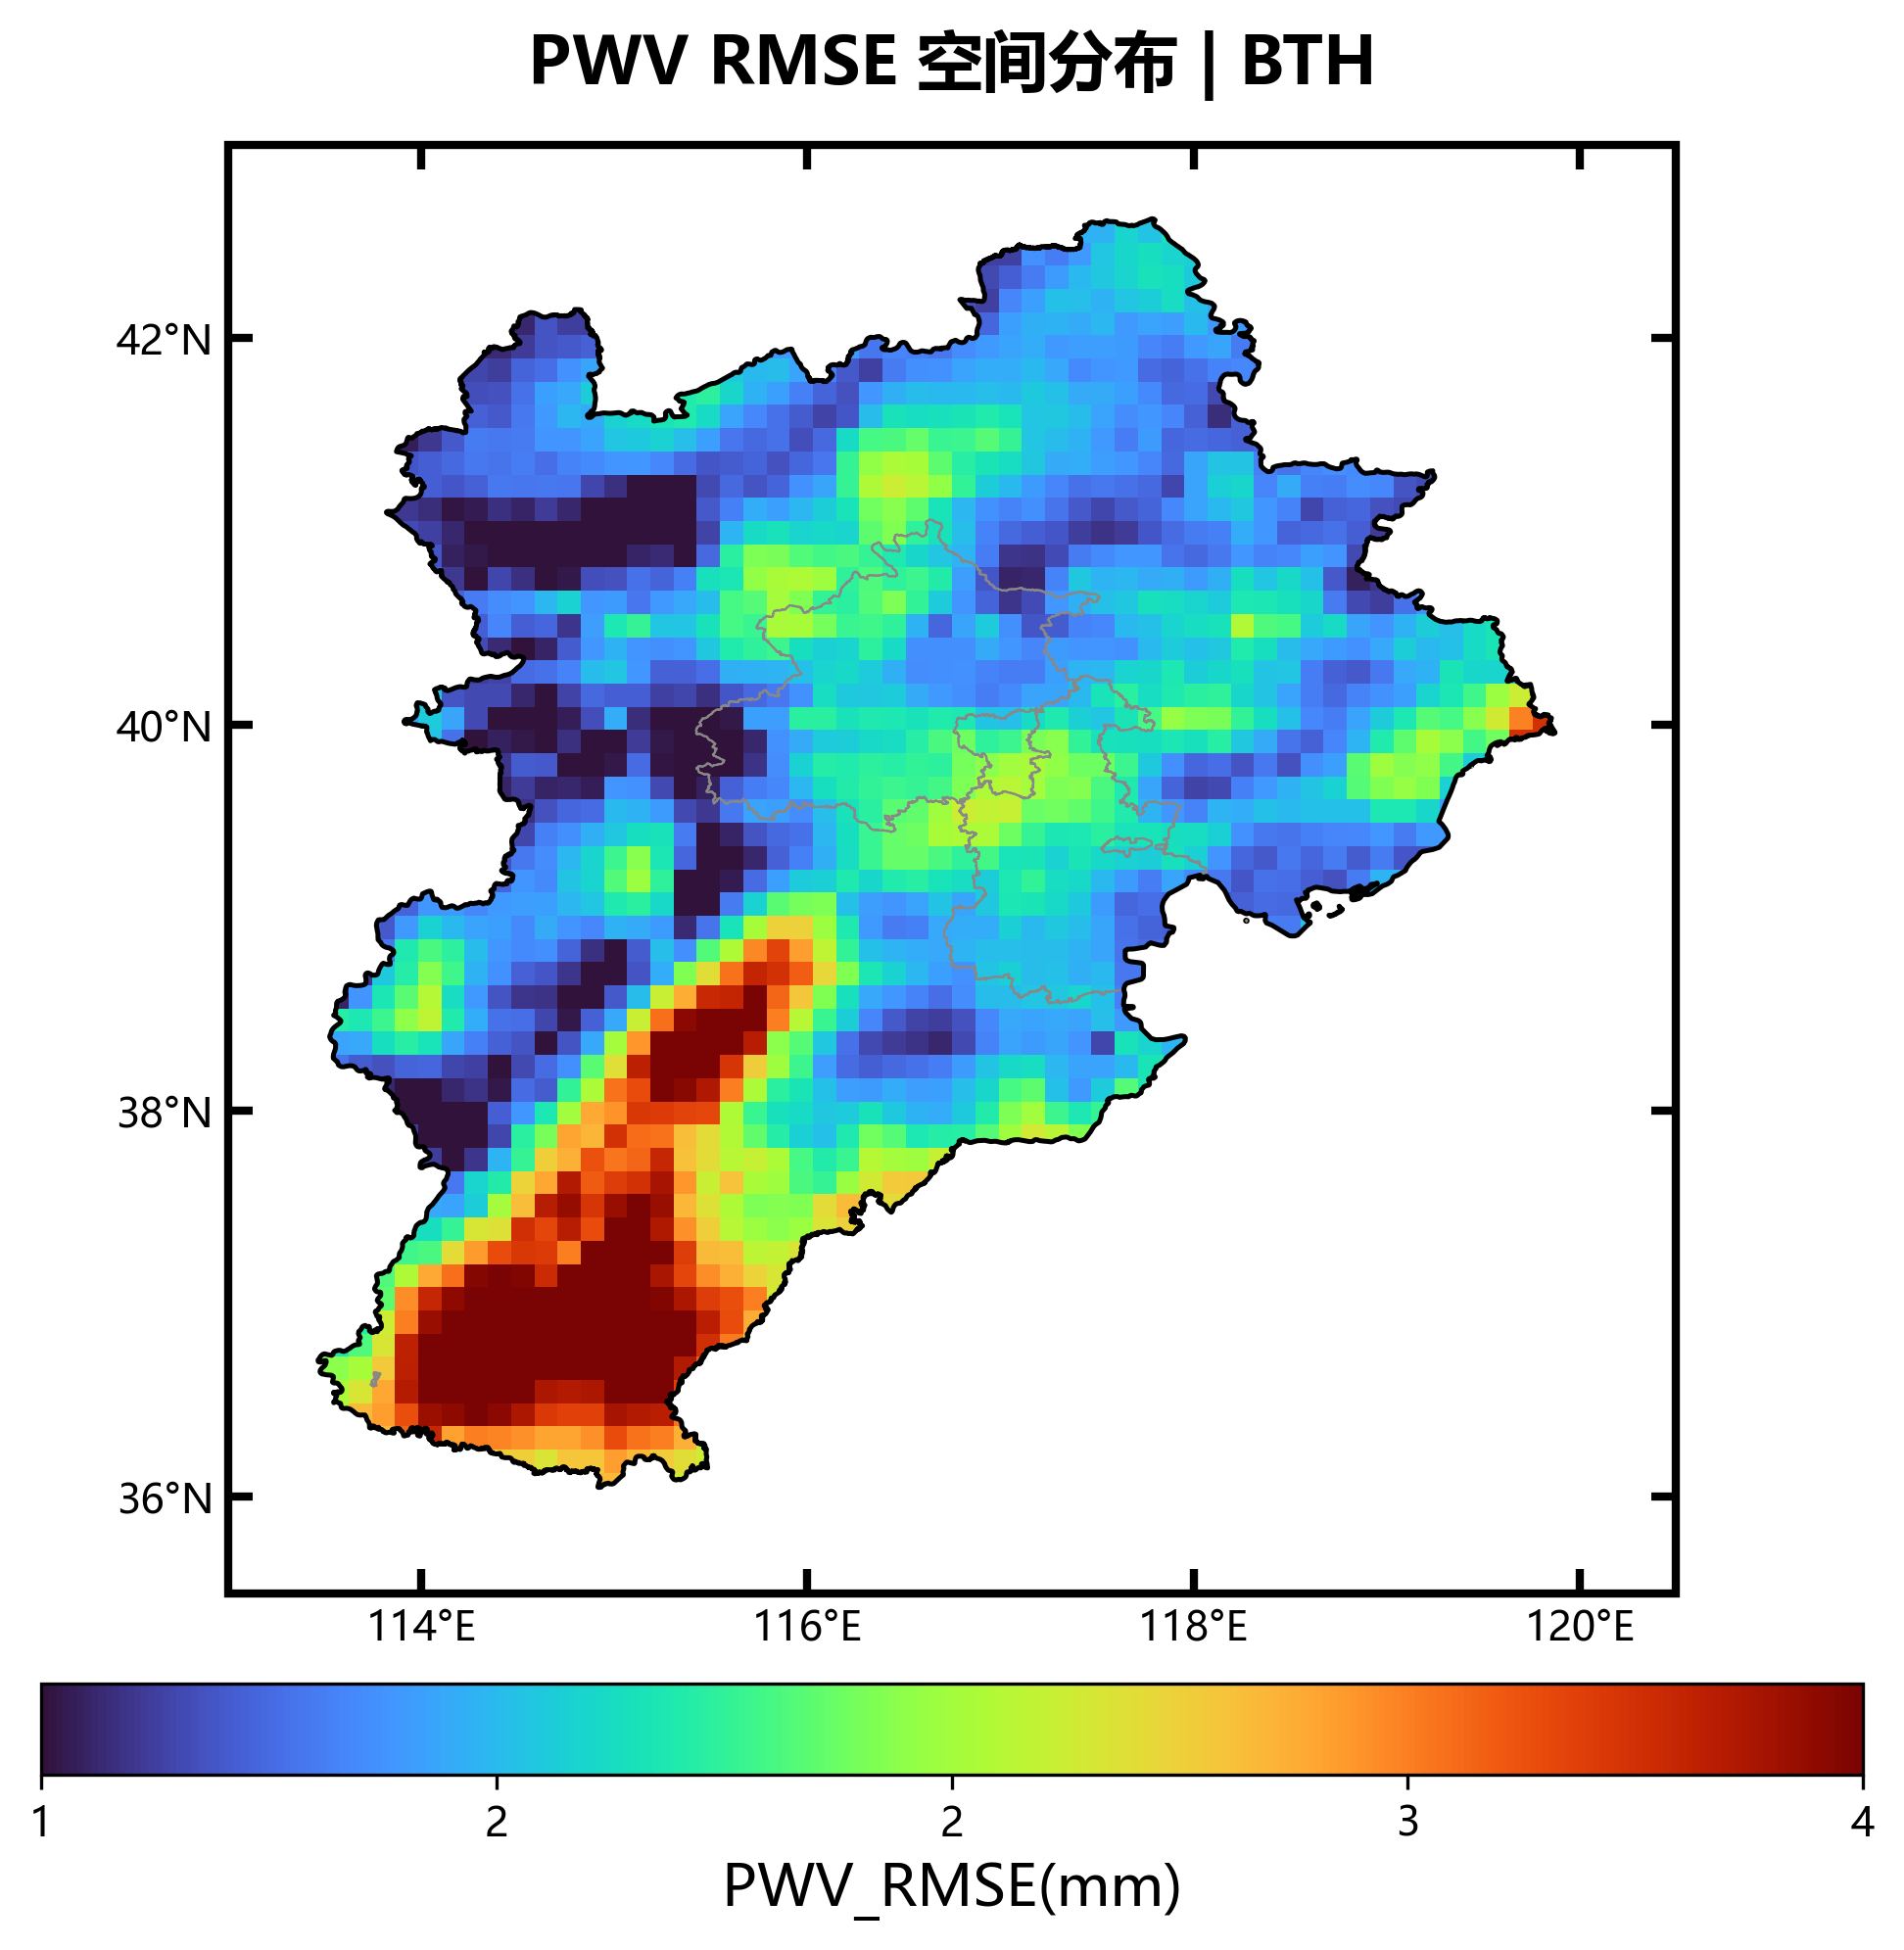 PWV RMSE 空间分布 | BTH
42°N
40°N
38°N
36°N
114°E 116°E 118°E 120°E
1 2 2 3 4
PWV_RMSE(mm)